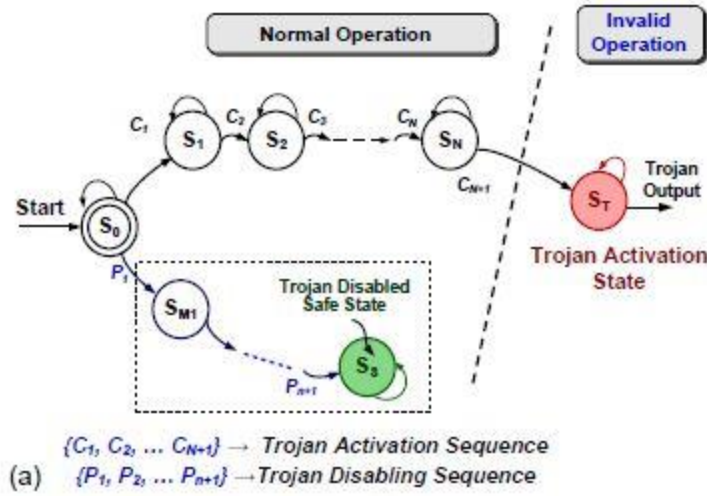 Normal Operation
Invalid
Operation
C1
S1
C2
S2
C3
CN
SN
CN+1
ST
Trojan
Output
Trojan Activation
State
Start
S0
P1
SM1
Trojan Disabled
Safe State
Pn+1
S3
{C1, C2, ... CN+1} → Trojan Activation Sequence
(a) {P1, P2, ... Pn+1} →Trojan Disabling Sequence